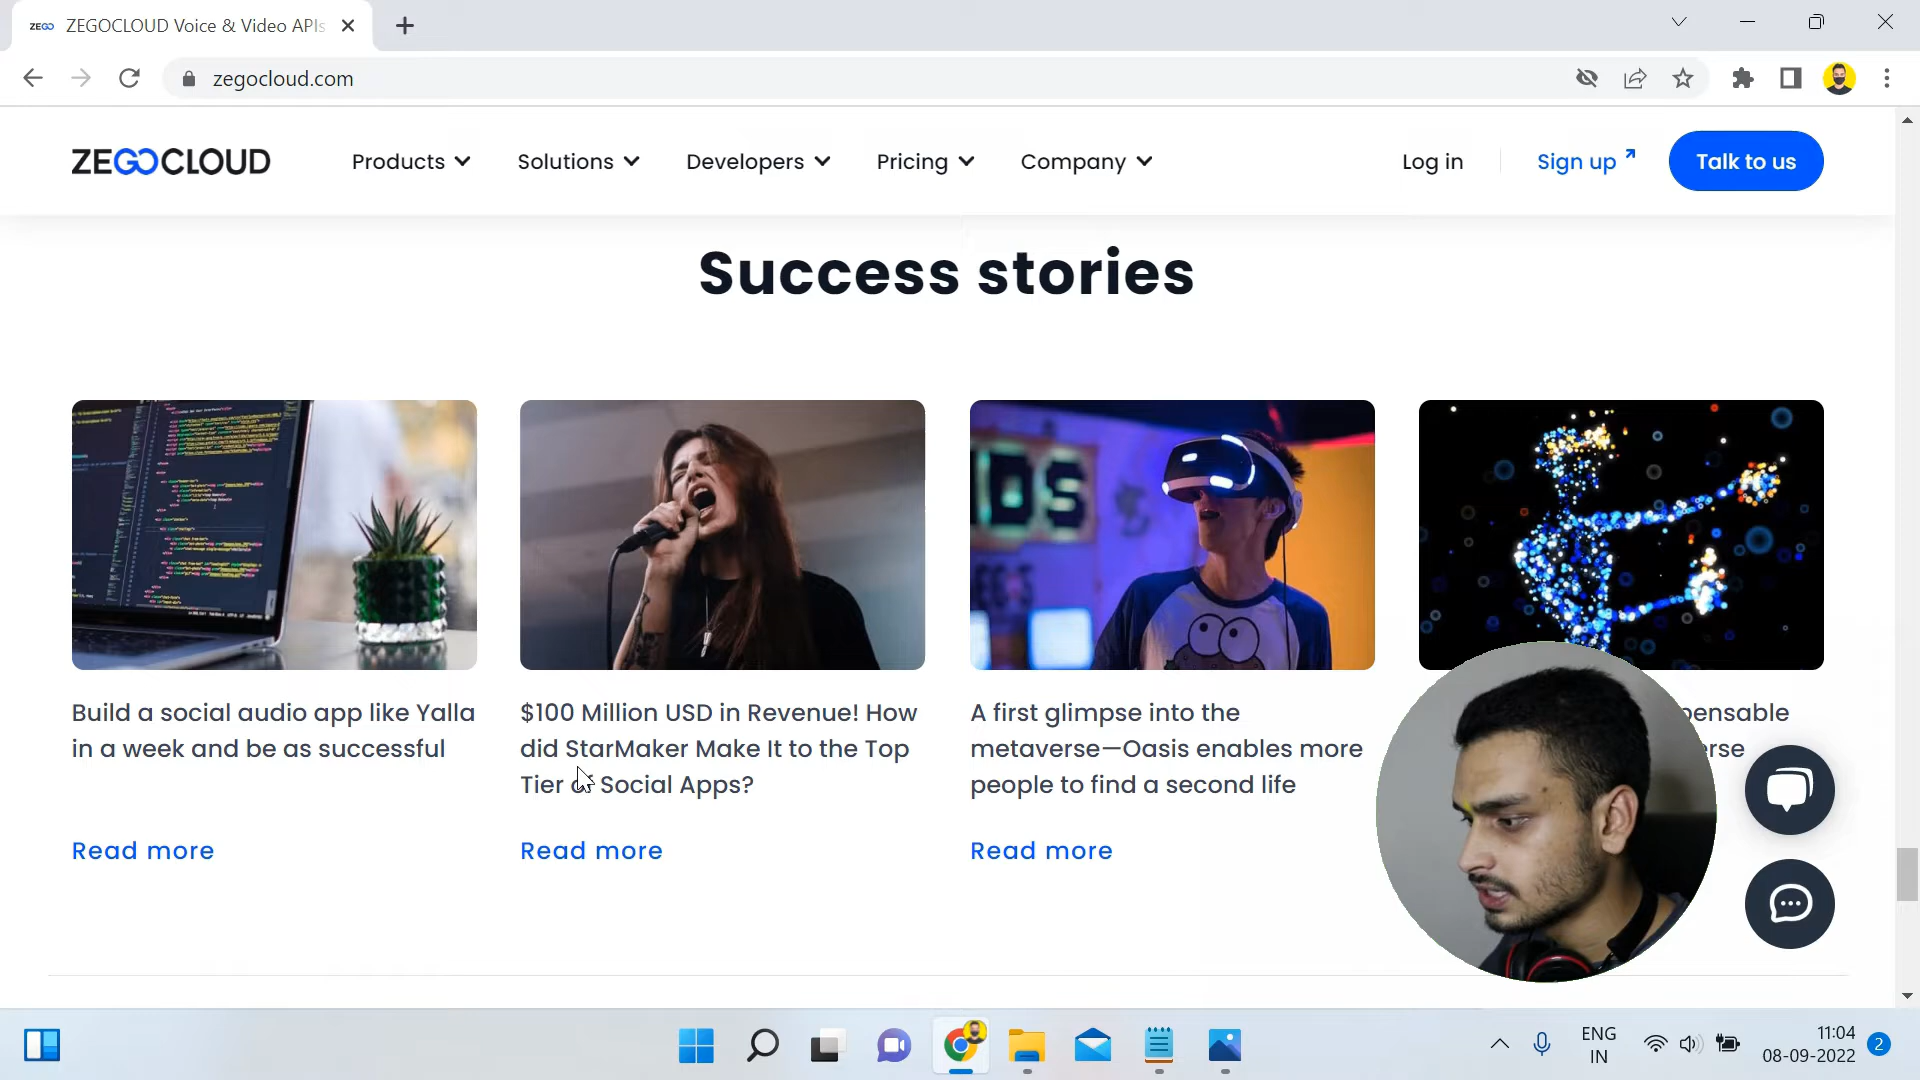 ZEGO ZEGOCLOUD Voice & Video APIs
zegocloud.com
ZEGOCLOUD
Products
Solutions
Developers
Pricing
Company
Log in
Sign up
Talk to us
Success stories
Build a social audio app like Yalla
in a week and be as successful
Read more
$100 Million USD in Revenue! How
did StarMaker Make It to the Top
Tier of Social Apps?
Read more
A first glimpse into the
metaverse—Oasis enables more
people to find a second life
Read more
ENG
IN
11:04
08-09-2022
2